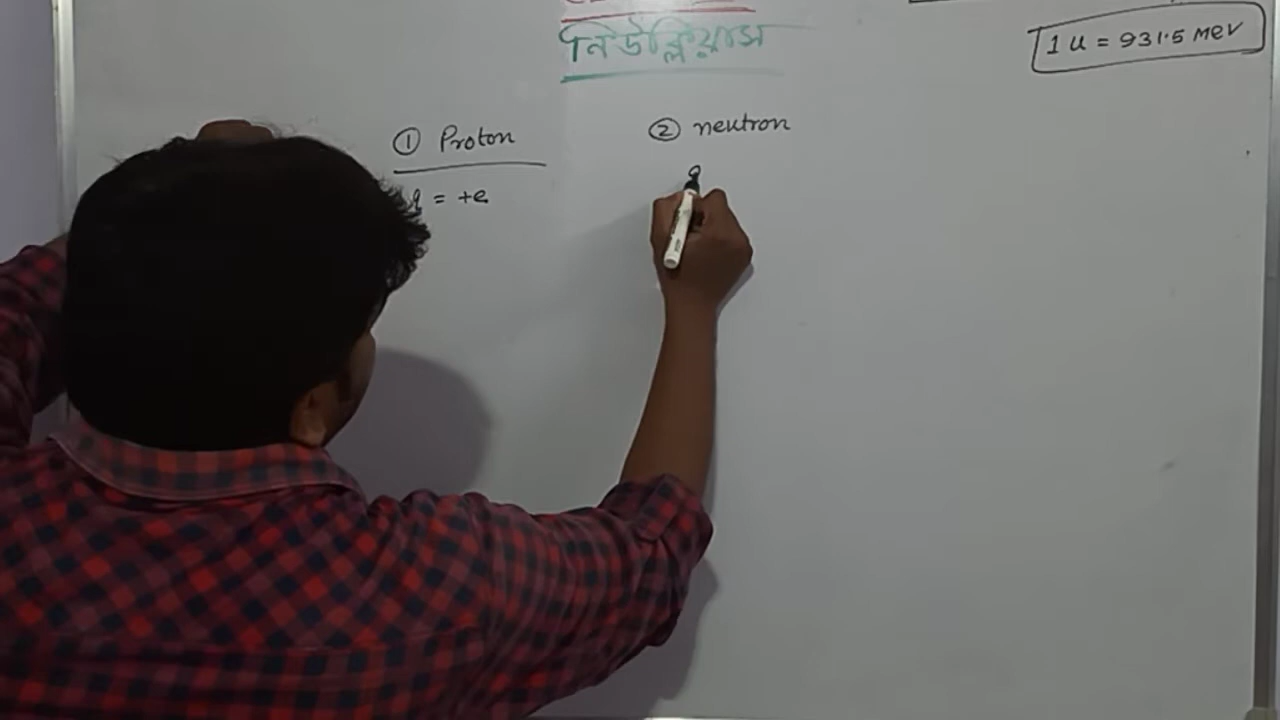 নিউক্লিয়াস
1 u = 931.5 MeV
① Proton
② neutron
q = +e
q